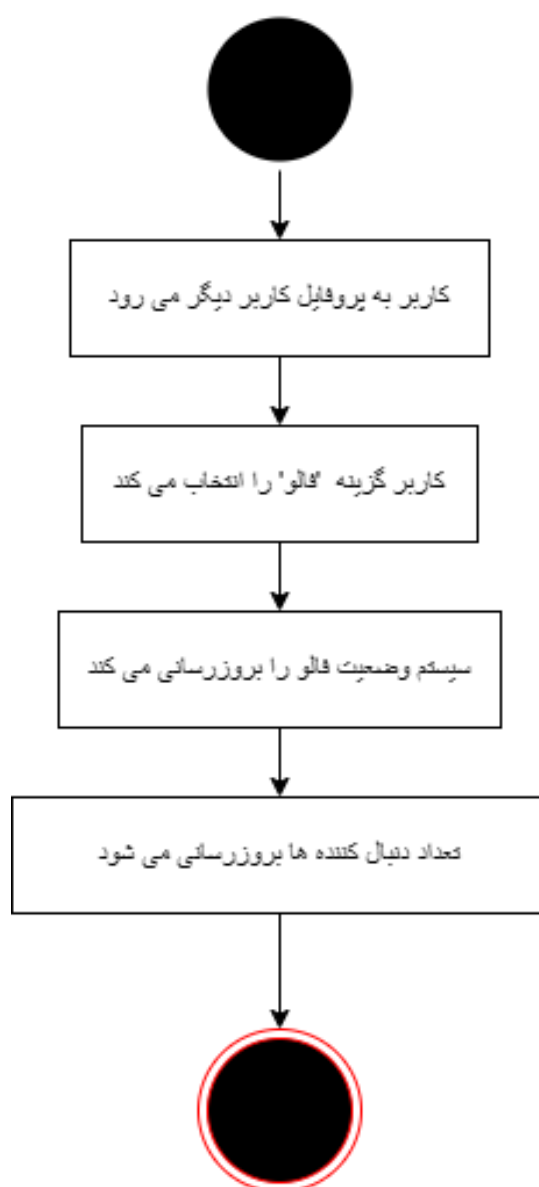 کاربر به پروفایل کاربر دیگر می رود
کاربر گزینه "فالو" را انتخاب می کند
سیستم وضعیت فالو را بروزرسانی می کند
تعداد دنبال کننده ها بروزرسانی می شود